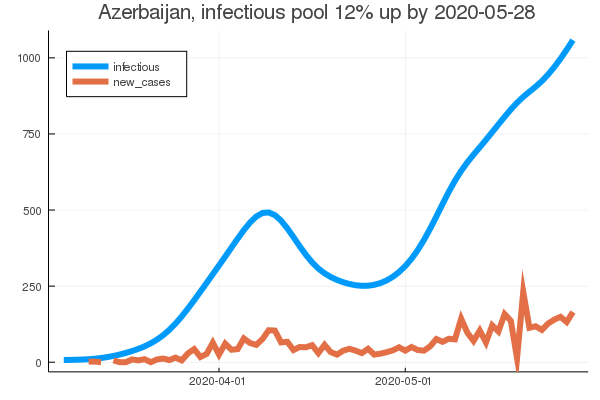 Azerbaijan, infectious pool 12% up by 2020-05-28
1000
infectious
new_cases
750
500
250
0
2020-04-01
2020-05-01